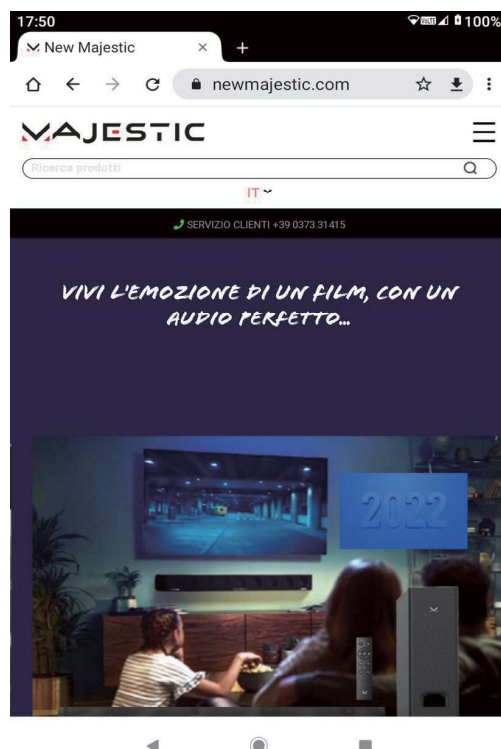 17:50
100%
New Majestic
newmajestic.com
MAJESTIC
Ricerca prodotti
IT
SERVIZIO CLIENTI +39 0373 31415
VIVI L'EMOZIONE DI UN FILM, CON UN
AUDIO PERFETTO...
2022